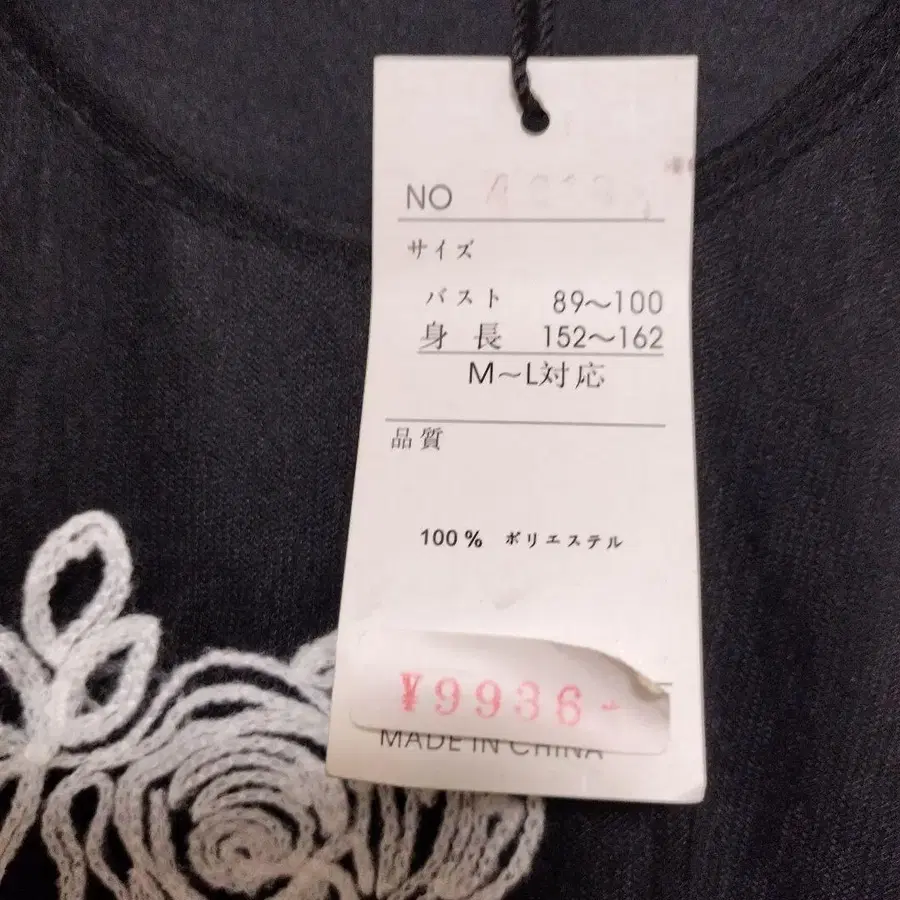 NO
サイズ
バスト 89～100
身長 152～162
M～L対応
品質
100% ポリエステル
¥9936-
MADE IN CHINA